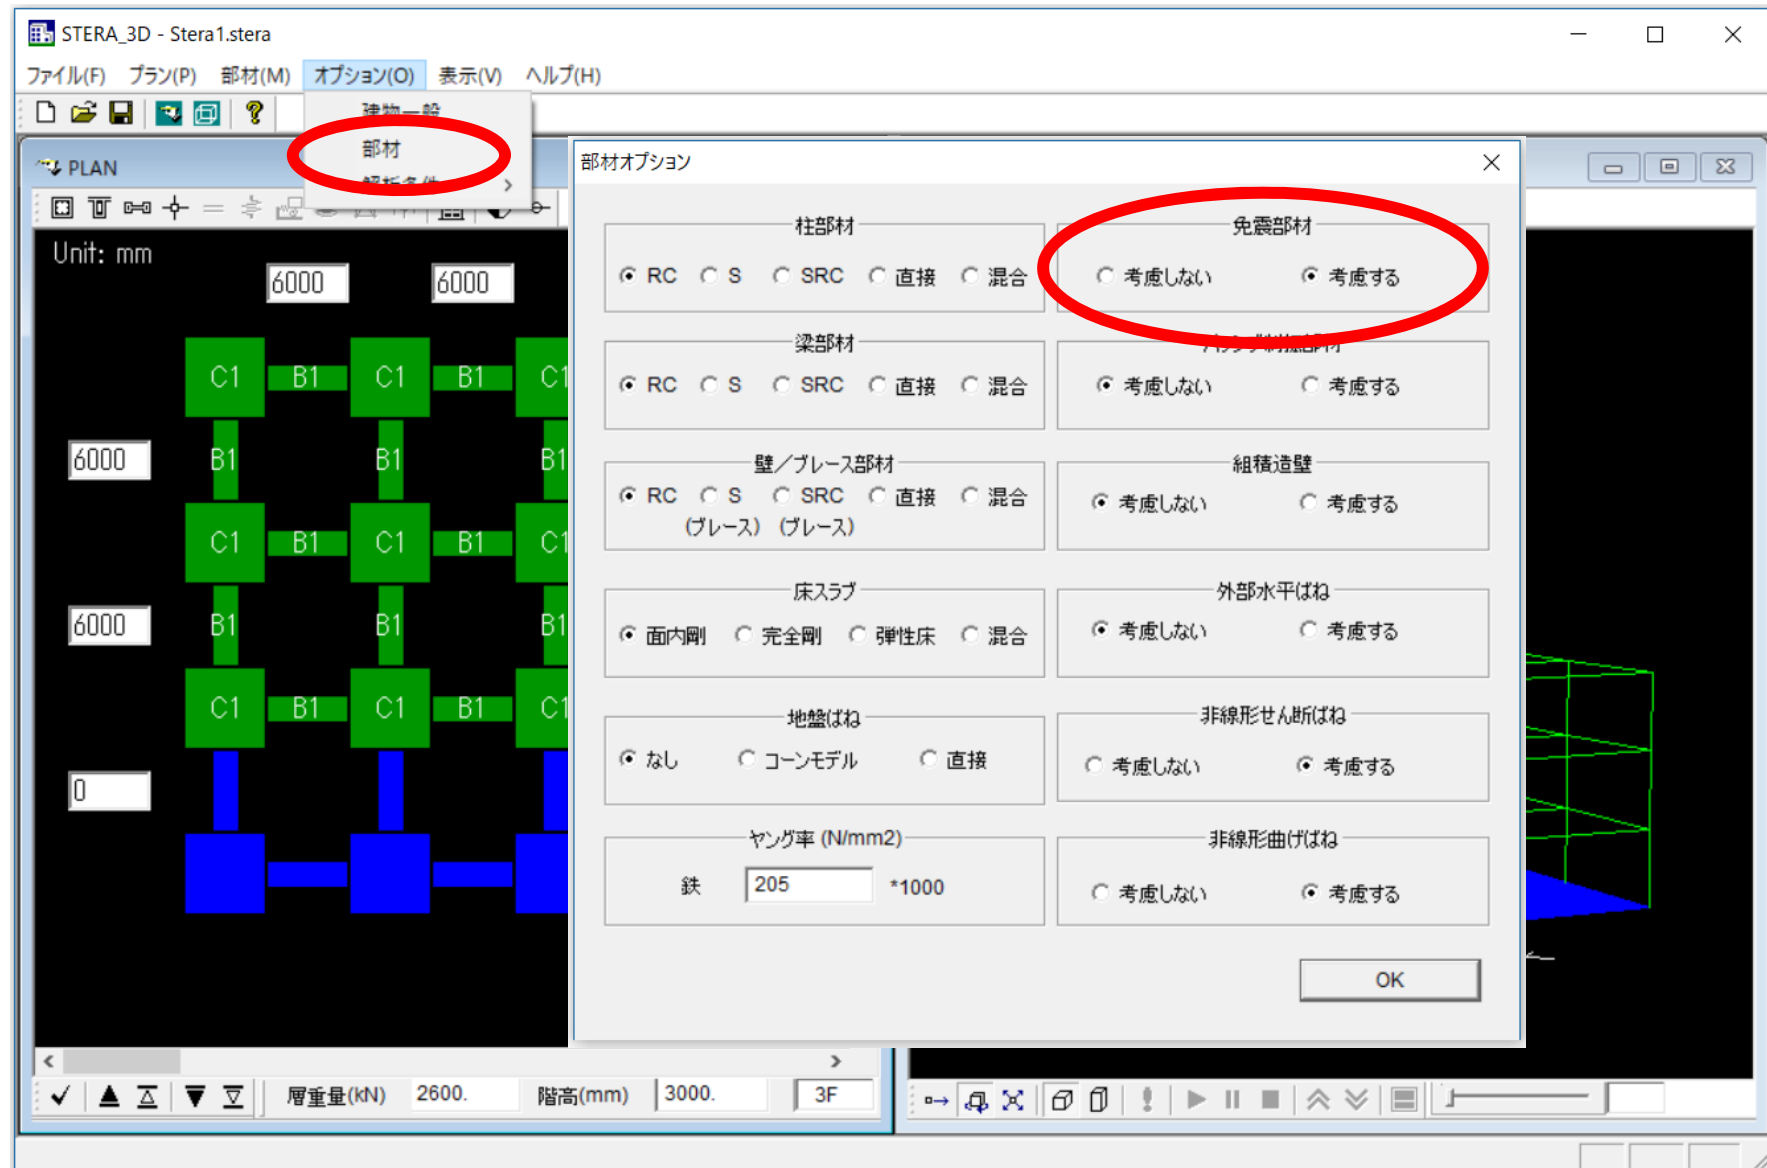 STERA_3D - Stera1.stera
ファイル(F) プラン(P) 部材(M) オプション(O) 表示(V) ヘルプ(H)
建物一般
部材
解析条件
PLAN
Unit: mm
6000 6000
C1 B1 C1 B1 C1
6000 B1 B1 B1
C1 B1 C1 B1 C1
6000 B1 B1 B1
C1 B1 C1 B1 C1
0
層重量(kN) 2600. 階高(mm) 3000. 3F
部材オプション
柱部材
RC S SRC 直接 混合
梁部材
RC S SRC 直接 混合
壁／ブレース部材
RC S SRC 直接 混合
(ブレース) (ブレース)
床スラブ
面内剛 完全剛 弾性床 混合
地盤ばね
なし コーンモデル 直接
ヤング率 (N/mm2)
鉄 205 *1000
免震部材
考慮しない 考慮する
考慮しない 考慮する
組積造壁
考慮しない 考慮する
外部水平ばね
考慮しない 考慮する
非線形せん断ばね
考慮しない 考慮する
非線形曲げばね
考慮しない 考慮する
OK